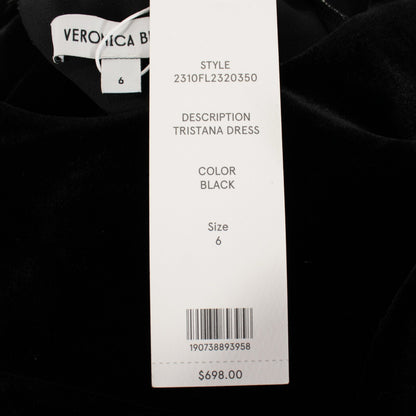 VERONICA B
6
STYLE
2310FL2320350
DESCRIPTION
TRISTANA DRESS
COLOR
BLACK
Size
6
190738893958
$698.00